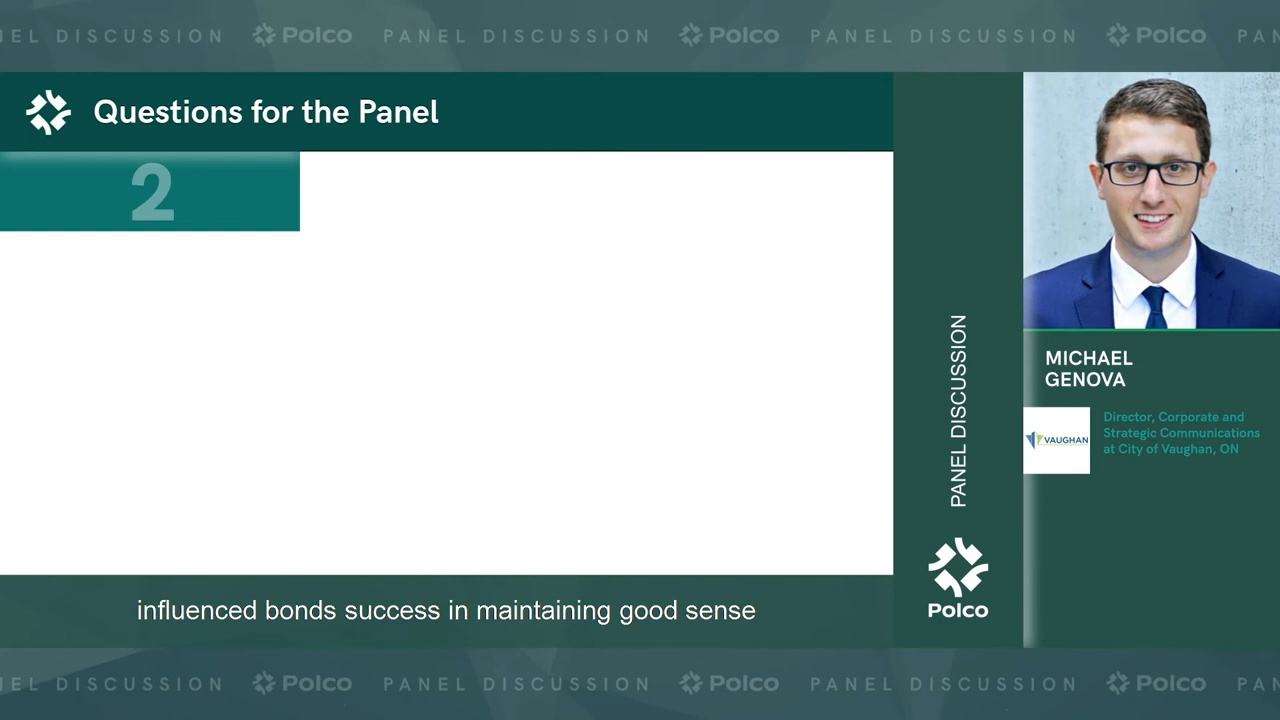 EL DISCUSSION Polco PANEL DISCUSSION Polco PANEL DISCUSSION Polco PAN
Questions for the Panel
2
PANEL DISCUSSION
Polco
MICHAEL
GENOVA
VAUGHAN
Director, Corporate and
Strategic Communications
at City of Vaughan, ON
influenced bonds success in maintaining good sense
EL DISCUSSION Polco PANEL DISCUSSION Polco PANEL DISCUSSION Polco PAN